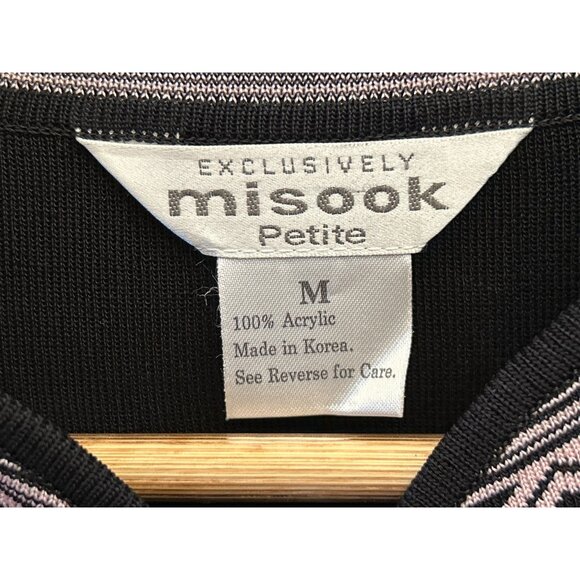 EXCLUSIVELY
misook
Petite
M
100% Acrylic
Made in Korea.
See Reverse for Care.